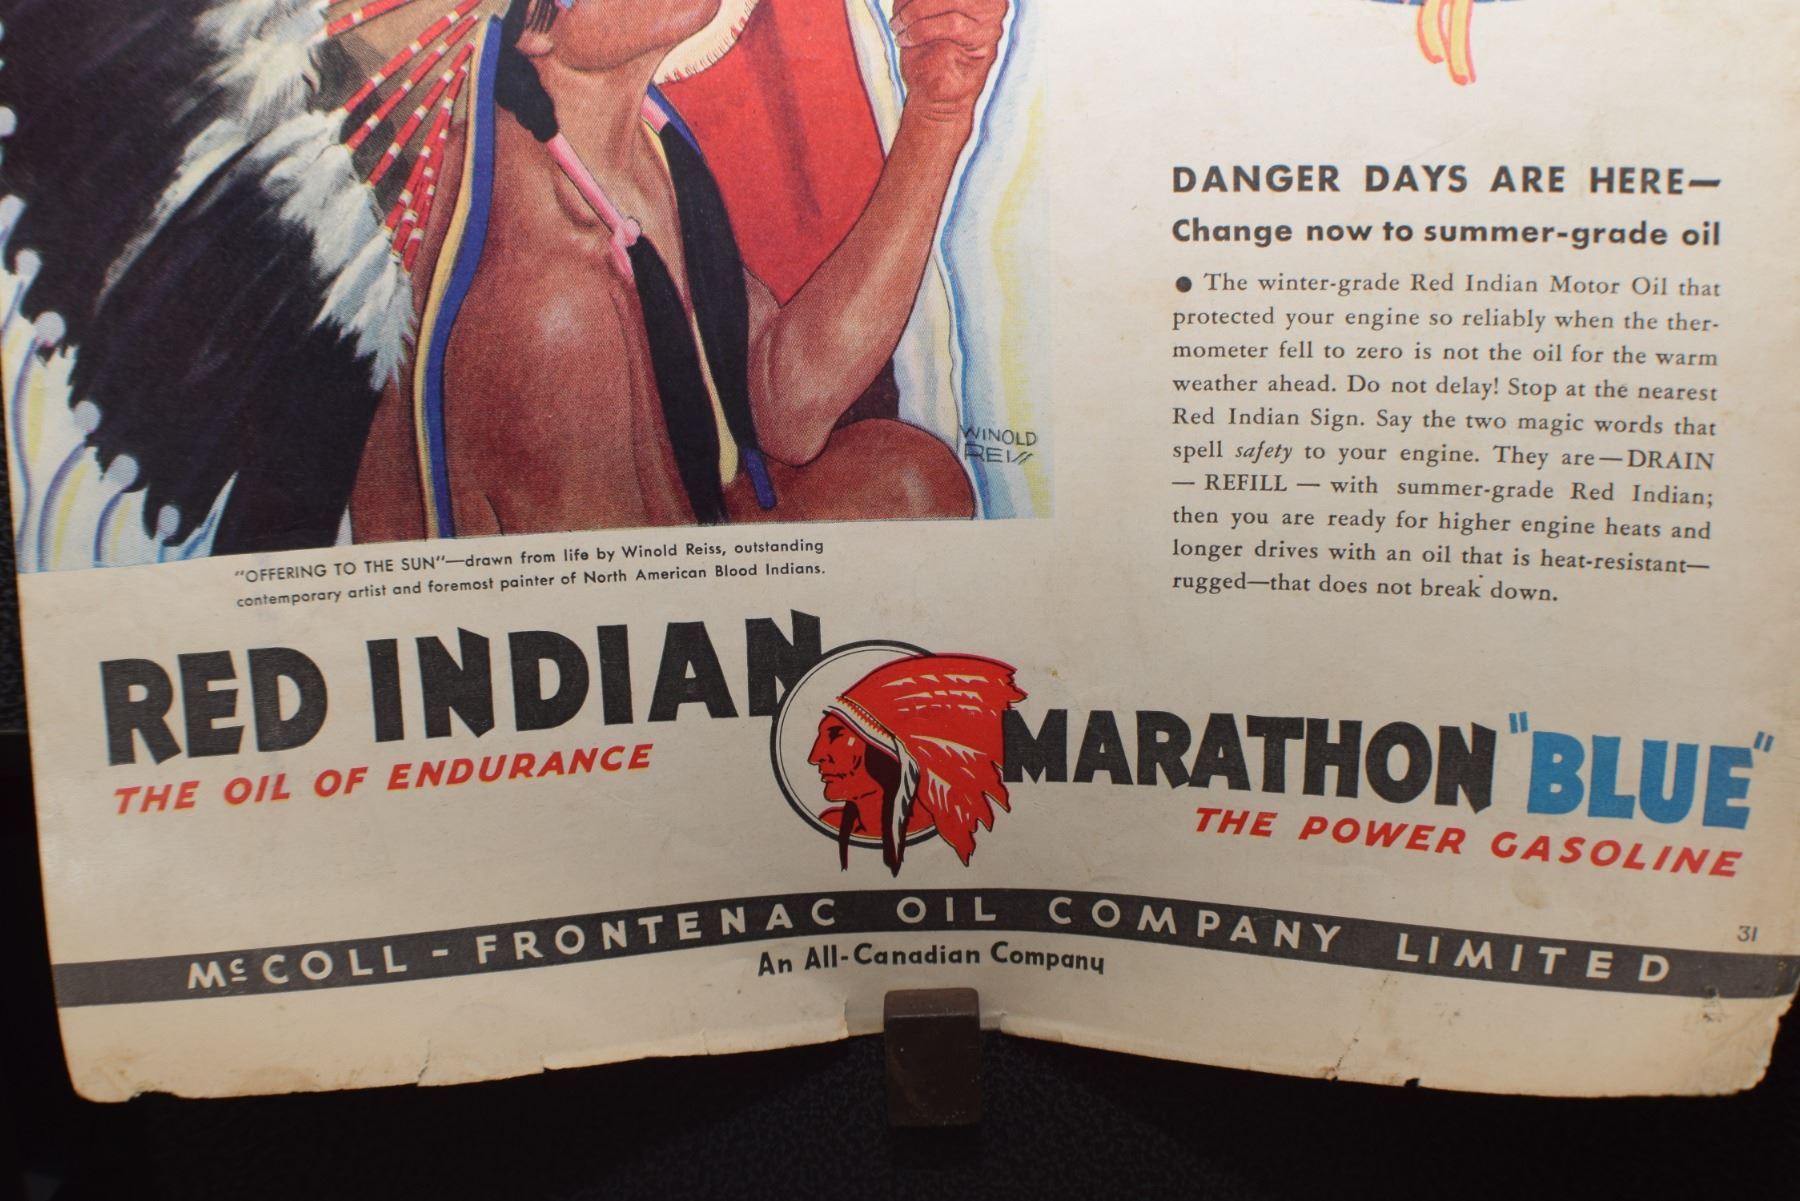 WINOLD
REISS
DANGER DAYS ARE HERE—
Change now to summer-grade oil
● The winter-grade Red Indian Motor Oil that
protected your engine so reliably when the ther-
mometer fell to zero is not the oil for the warm
weather ahead. Do not delay! Stop at the nearest
Red Indian Sign. Say the two magic words that
spell safety to your engine. They are—DRAIN
— REFILL — with summer-grade Red Indian;
then you are ready for higher engine heats and
longer drives with an oil that is heat-resistant—
rugged—that does not break down.
"OFFERING TO THE SUN"—drawn from life by Winold Reiss, outstanding
contemporary artist and foremost painter of North American Blood Indians.
RED INDIAN
THE OIL OF ENDURANCE
MARATHON "BLUE"
THE POWER GASOLINE
31
McCOLL-FRONTENAC OIL COMPANY LIMITED
An All-Canadian Company